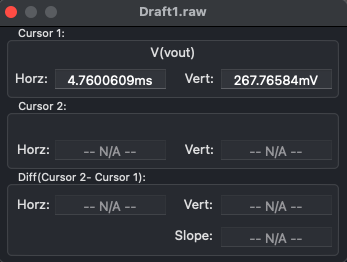 Draft1.raw
Cursor 1:
V(vout)
Horz: 4.7600609ms Vert: 267.76584mV
Cursor 2:
Horz: -- N/A -- Vert: -- N/A --
Diff(Cursor 2- Cursor 1):
Horz: -- N/A -- Vert: -- N/A --
Slope: -- N/A --